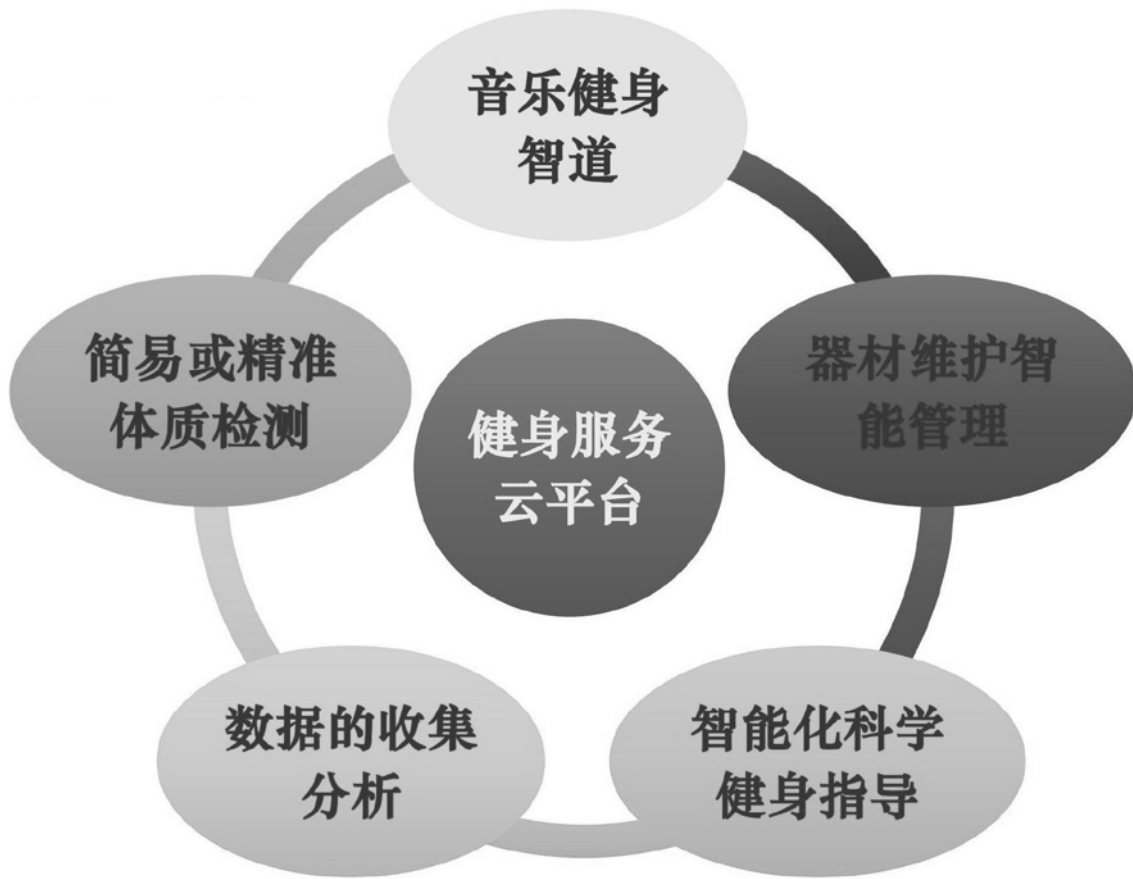 音乐健身
智道
简易或精准
体质检测
器材维护智
能管理
健身服务
云平台
数据的收集
分析
智能化科学
健身指导